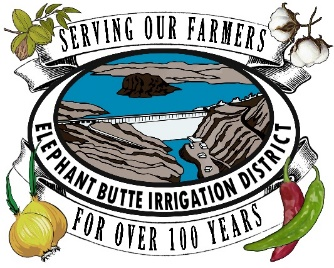 SERVING OUR FARMERS
ELEPHANT BUTTE IRRIGATION DISTRICT
FOR OVER 100 YEARS